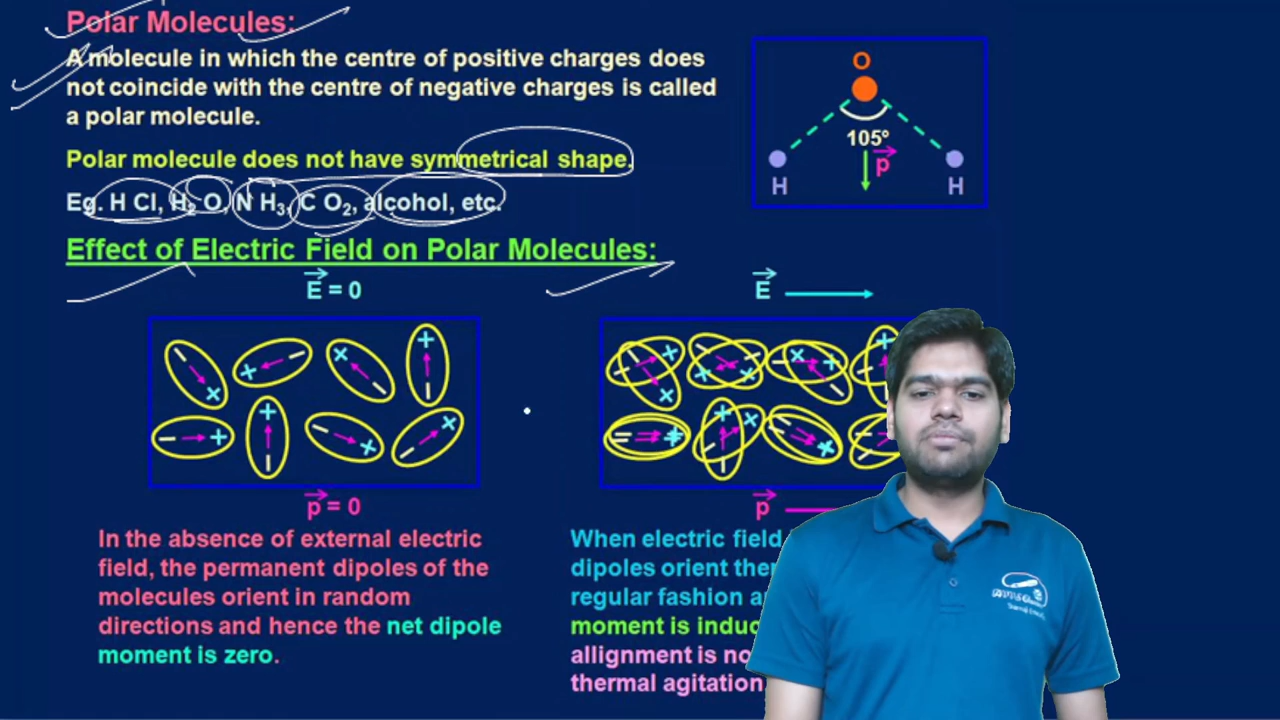 Polar Molecules:
A molecule in which the centre of positive charges does
not coincide with the centre of negative charges is called
a polar molecule.
Polar molecule does not have symmetrical shape.
Eg. H Cl, H2 O, N H3, C O2, alcohol, etc.
O
105°
p
H H
Effect of Electric Field on Polar Molecules:
E = 0
E
p = 0
p
In the absence of external electric
field, the permanent dipoles of the
molecules orient in random
directions and hence the net dipole
moment is zero.
When electric field
dipoles orient
regular fashion
moment is
allignment is
thermal agitation